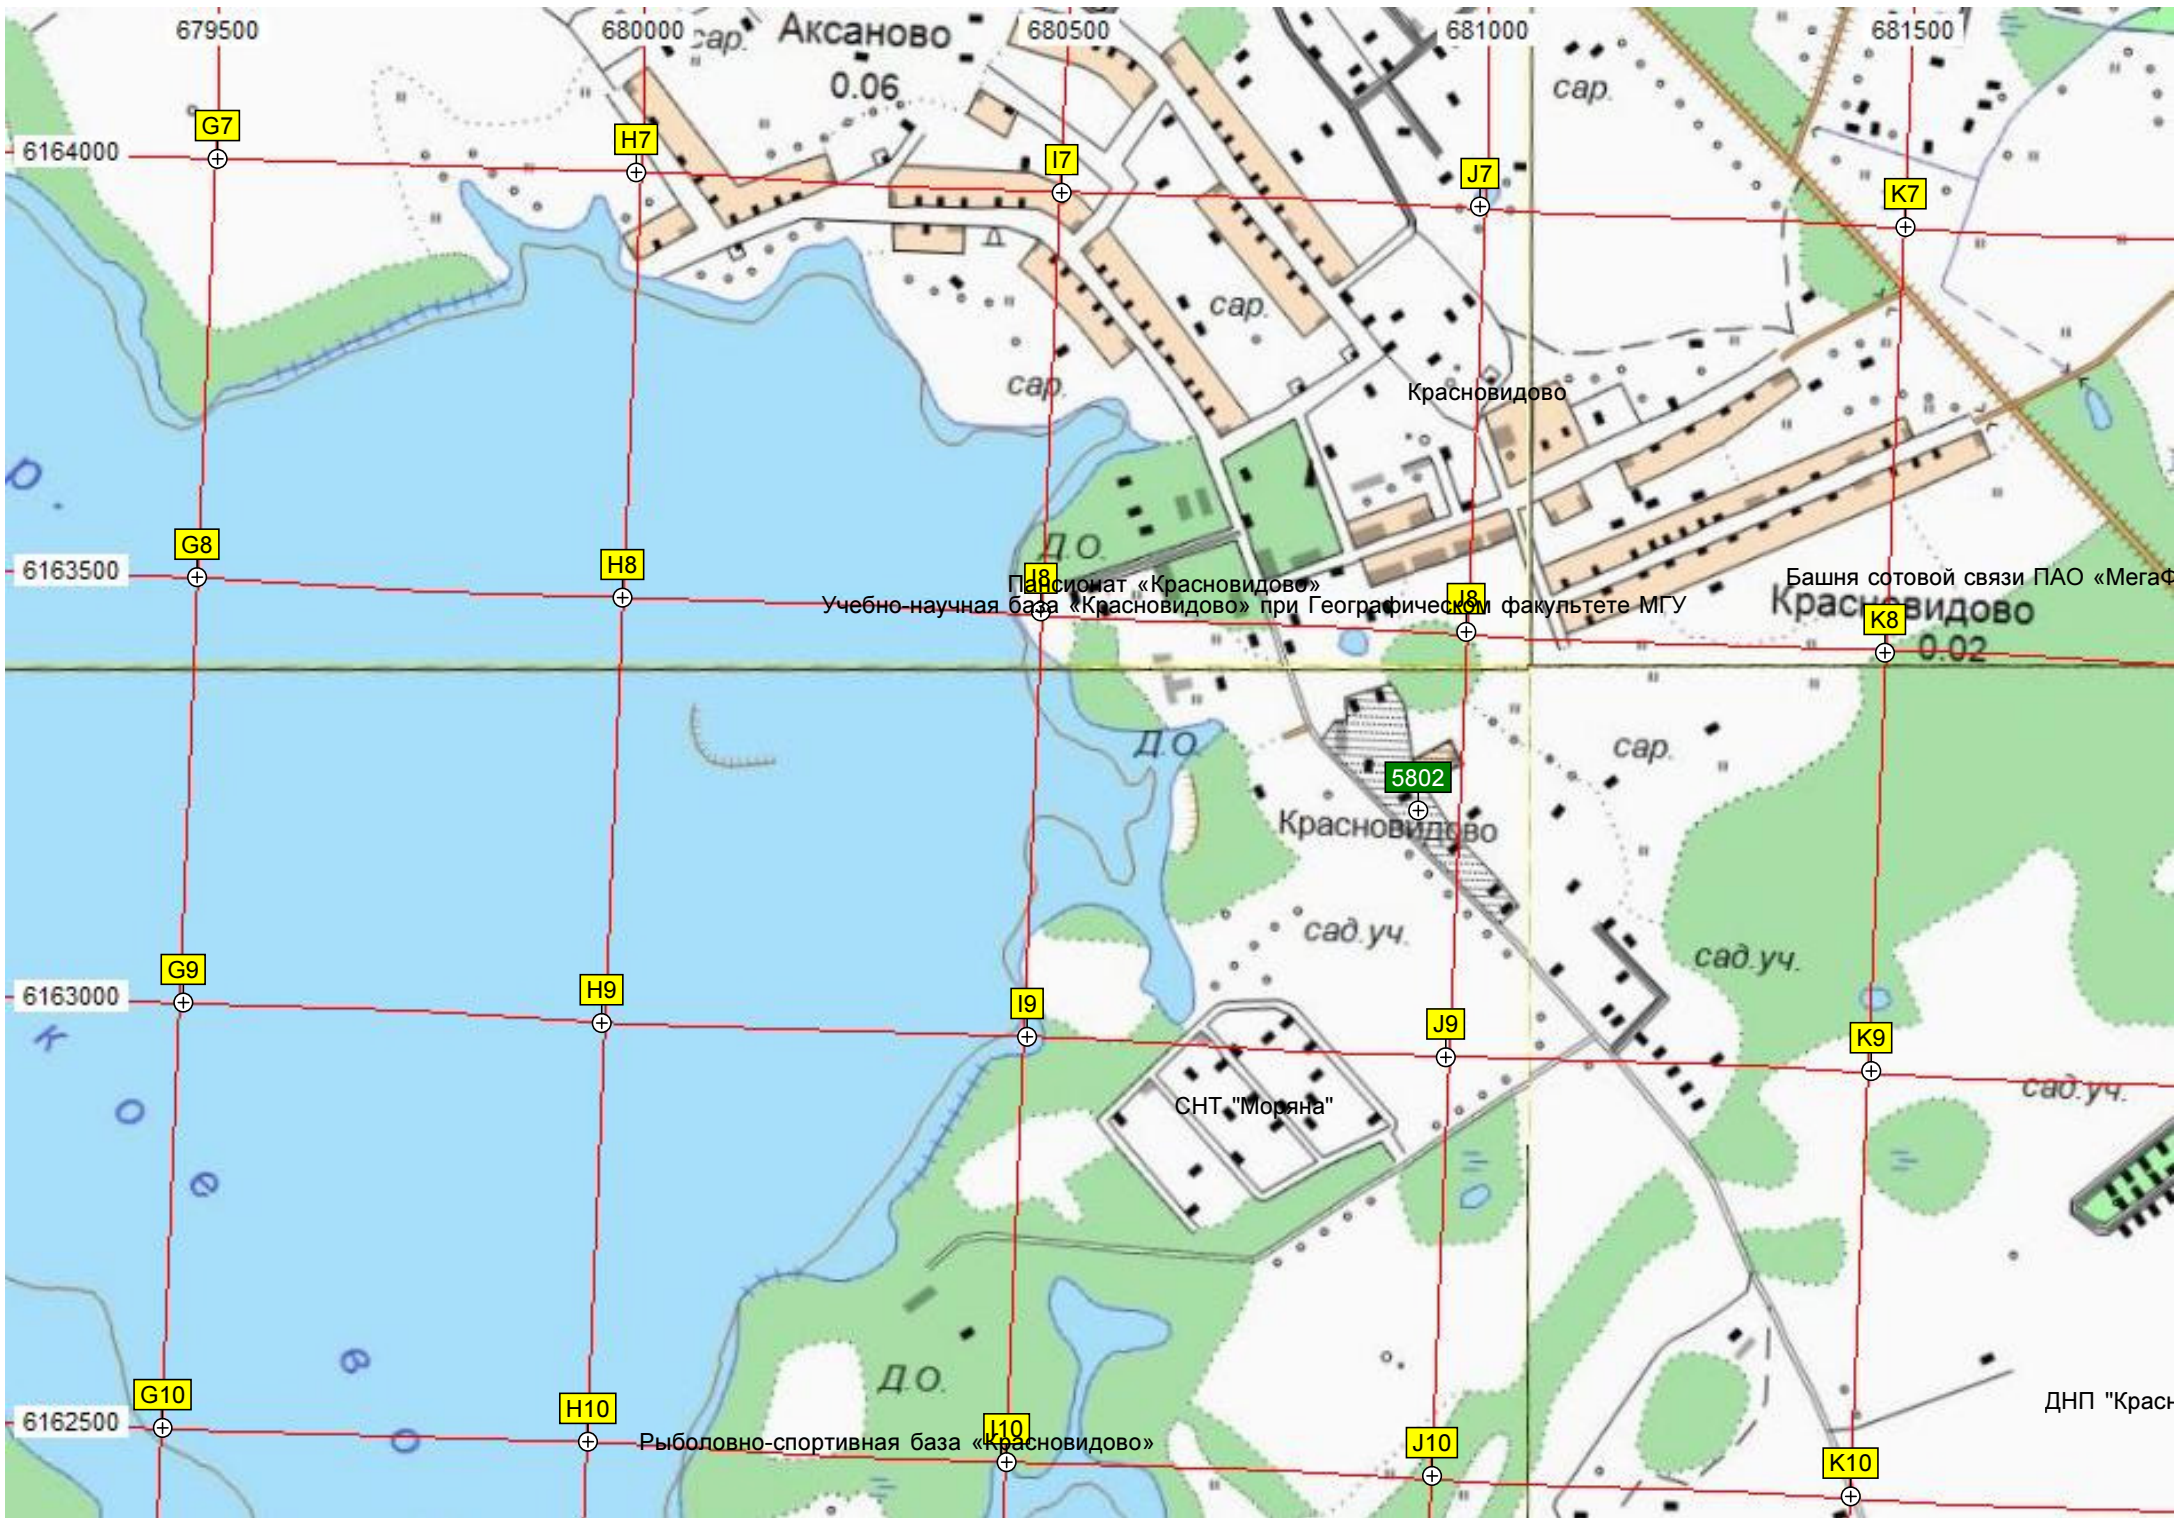 679500
680000
680500
681000
681500
сар.
Аксаново
0.06
сар.
G7
H7
I7
J7
K7
6164000
сар.
сар.
Красновидово
р.
G8
H8
I8
J8
K8
6163500
Д.О.
Пансионат «Красновидово»
Башня сотовой связи ПАО «МегаФ
Учебно-научная база «Красновидово» при Географическом факультете МГУ
Красновидово
0.02
Д.О.
сар.
5802
Красновидово
сад.уч.
сад.уч.
G9
H9
I9
J9
K9
6163000
к
о
е
в
о
сад.уч.
СНТ "Моряна"
Д.О.
G10
H10
I10
J10
K10
6162500
ДНП "Красн
Рыболовно-спортивная база «Красновидово»